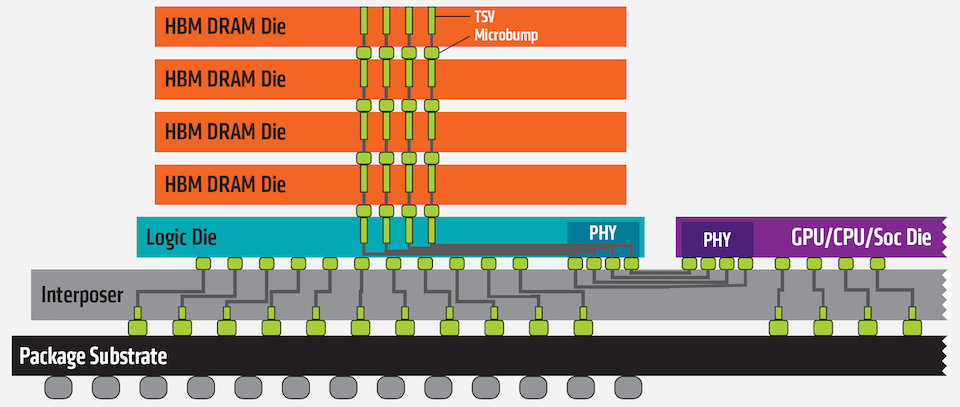 HBM DRAM Die
TSV
Microbump
HBM DRAM Die
HBM DRAM Die
HBM DRAM Die
Logic Die
PHY
PHY
GPU/CPU/Soc Die
Interposer
Package Substrate